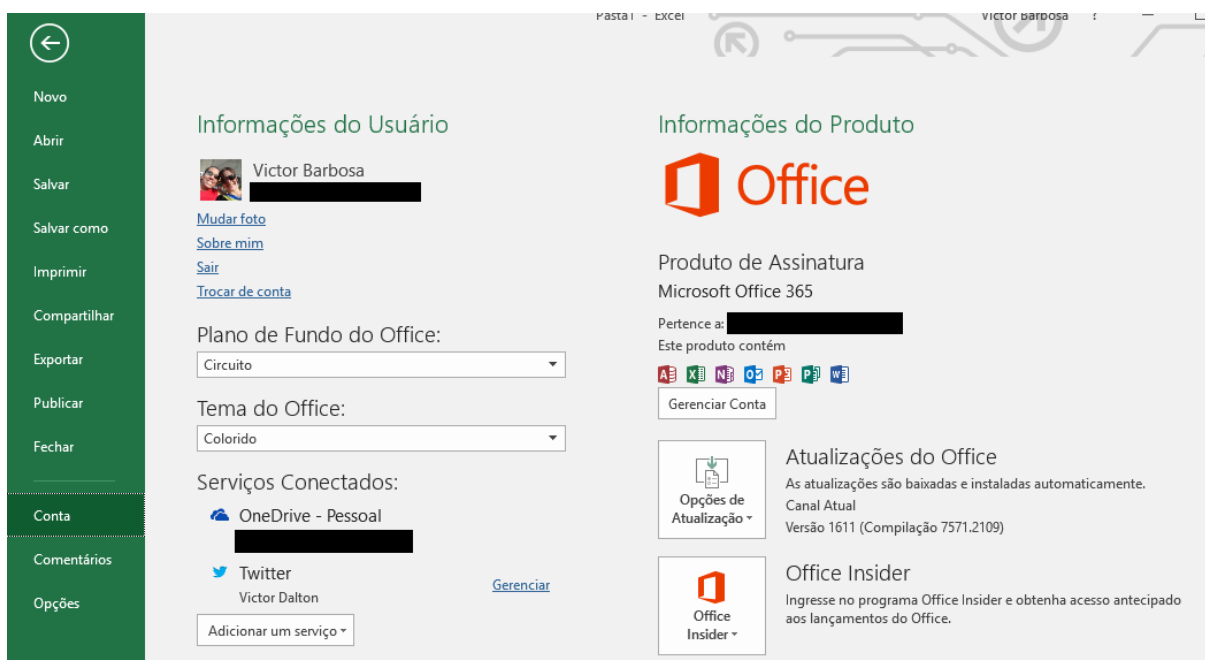 Pasta1 - Excel
Victor Barbosa ?
Novo
Abrir
Salvar
Salvar como
Imprimir
Compartilhar
Exportar
Publicar
Fechar
Conta
Comentários
Opções
Informações do Usuário
Victor Barbosa
Mudar foto
Sobre mim
Sair
Trocar de conta
Plano de Fundo do Office:
Circuito
Tema do Office:
Colorido
Serviços Conectados:
OneDrive - Pessoal
Twitter
Victor Dalton
Gerenciar
Adicionar um serviço
Informações do Produto
Office
Produto de Assinatura
Microsoft Office 365
Pertence a:
Este produto contém
Gerenciar Conta
Opções de
Atualização
Atualizações do Office
As atualizações são baixadas e instaladas automaticamente.
Canal Atual
Versão 1611 (Compilação 7571.2109)
Office
Insider
Office Insider
Ingresse no programa Office Insider e obtenha acesso antecipado
aos lançamentos do Office.